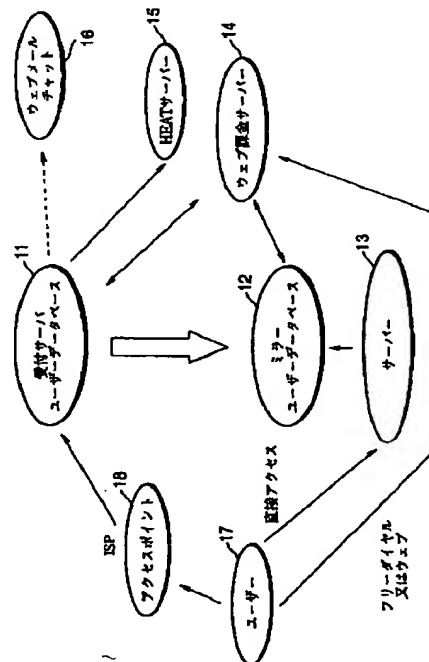 16
ウェブメール
チャット
15
HEATサーバー
14
ウェブ課金サーバー
11
受付サーバ
ユーザーデータベース
12
ミラー
ユーザーデータベース
13
サーバー
ISP
18
アクセスポイント
直接アクセス
17
ユーザー
フリーダイヤル
又はウェブ